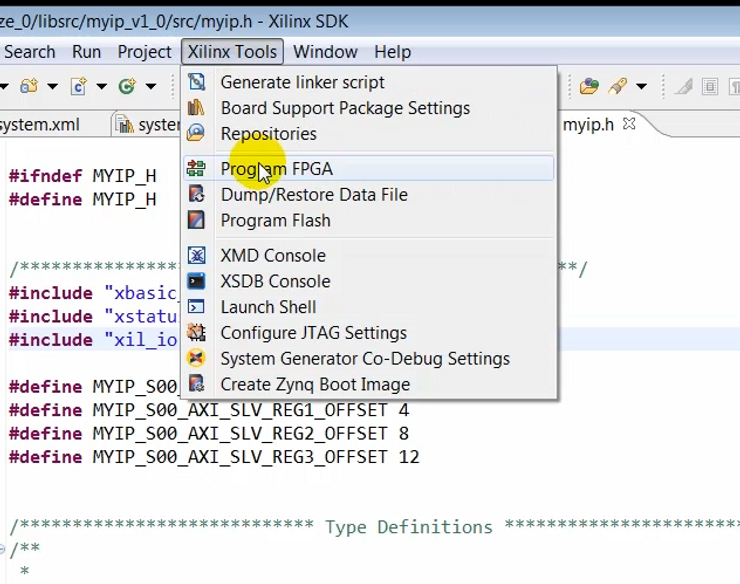 ze_0/libsrc/myip_v1_0/src/myip.h - Xilinx SDK
Search Run Project Xilinx Tools Window Help
system.xml syste myip.h
Generate linker script
Board Support Package Settings
Repositories
Program FPGA
Dump/Restore Data File
Program Flash
XMD Console
XSDB Console
Launch Shell
Configure JTAG Settings
System Generator Co-Debug Settings
Create Zynq Boot Image
#ifndef MYIP_H
#define MYIP_H
/****************** **/
#include "xbasic_
#include "xstatu
#include "xil_io
#define MYIP_S00_
#define MYIP_S00_AXI_SLV_REG1_OFFSET 4
#define MYIP_S00_AXI_SLV_REG2_OFFSET 8
#define MYIP_S00_AXI_SLV_REG3_OFFSET 12
/**************************** Type Definitions ***********************
/**
*